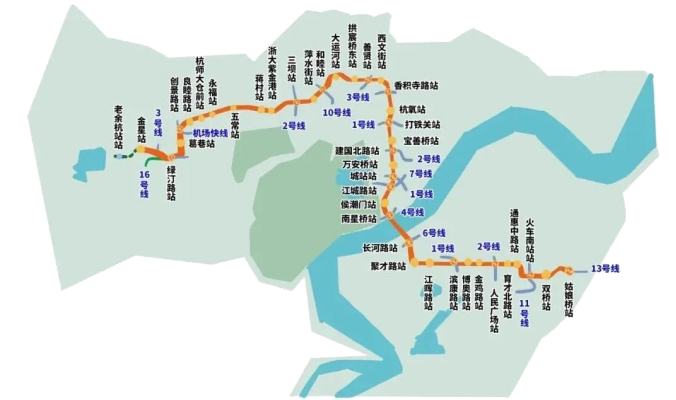 老余杭站站
金星站
3号线
16号线
绿汀路站
创景路站
良睦路站
杭师大仓前站
永福站
机场快线
葛巷站
五常站
蒋村站
浙大紫金港站
三坝站
2号线
萍水街站
和睦站
10号线
大运河站
拱宸桥东站
善贤站
西文街站
3号线
香积寺路站
杭氧站
1号线
打铁关站
宝善桥站
建国北路站
2号线
万安桥站
城站站
7号线
江城路站
1号线
侯潮门站
4号线
南星桥站
6号线
长河路站
聚才路站
江晖路站
1号线
滨康路站
博奥路站
金鸡路站
2号线
人民广场站
育才北路站
通惠中路站
火车南站站
11号线
双桥站
姑娘桥站
13号线